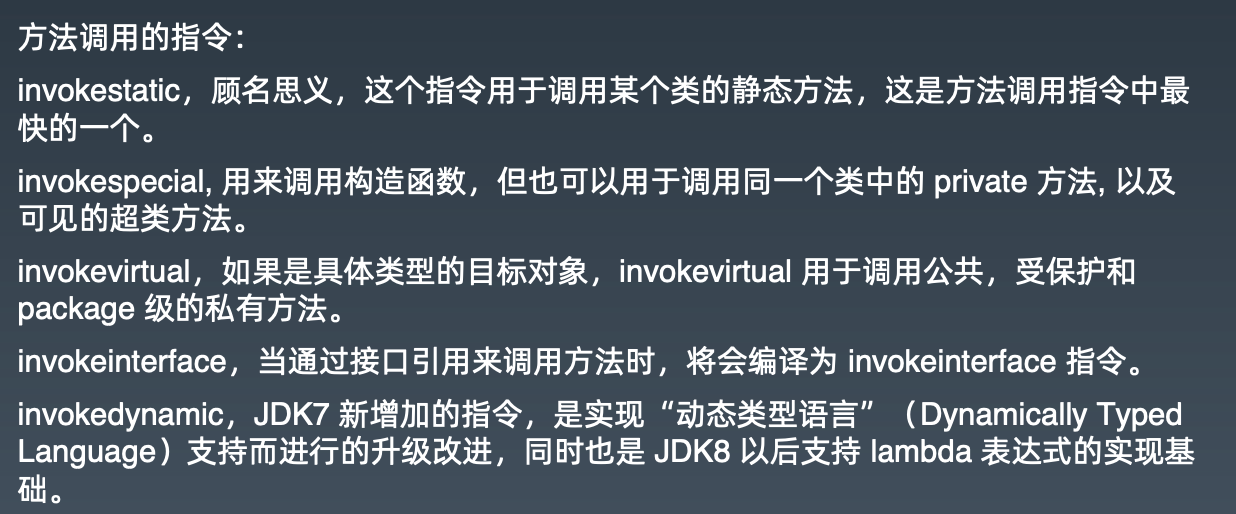 方法调用的指令：
invokestatic，顾名思义，这个指令用于调用某个类的静态方法，这是方法调用指令中最
快的一个。
invokespecial, 用来调用构造函数，但也可以用于调用同一个类中的 private 方法, 以及
可见的超类方法。
invokevirtual，如果是具体类型的目标对象，invokevirtual 用于调用公共，受保护和
package 级的私有方法。
invokeinterface，当通过接口引用来调用方法时，将会编译为 invokeinterface 指令。
invokedynamic，JDK7 新增加的指令，是实现“动态类型语言”（Dynamically Typed
Language）支持而进行的升级改进，同时也是 JDK8 以后支持 lambda 表达式的实现基
础。